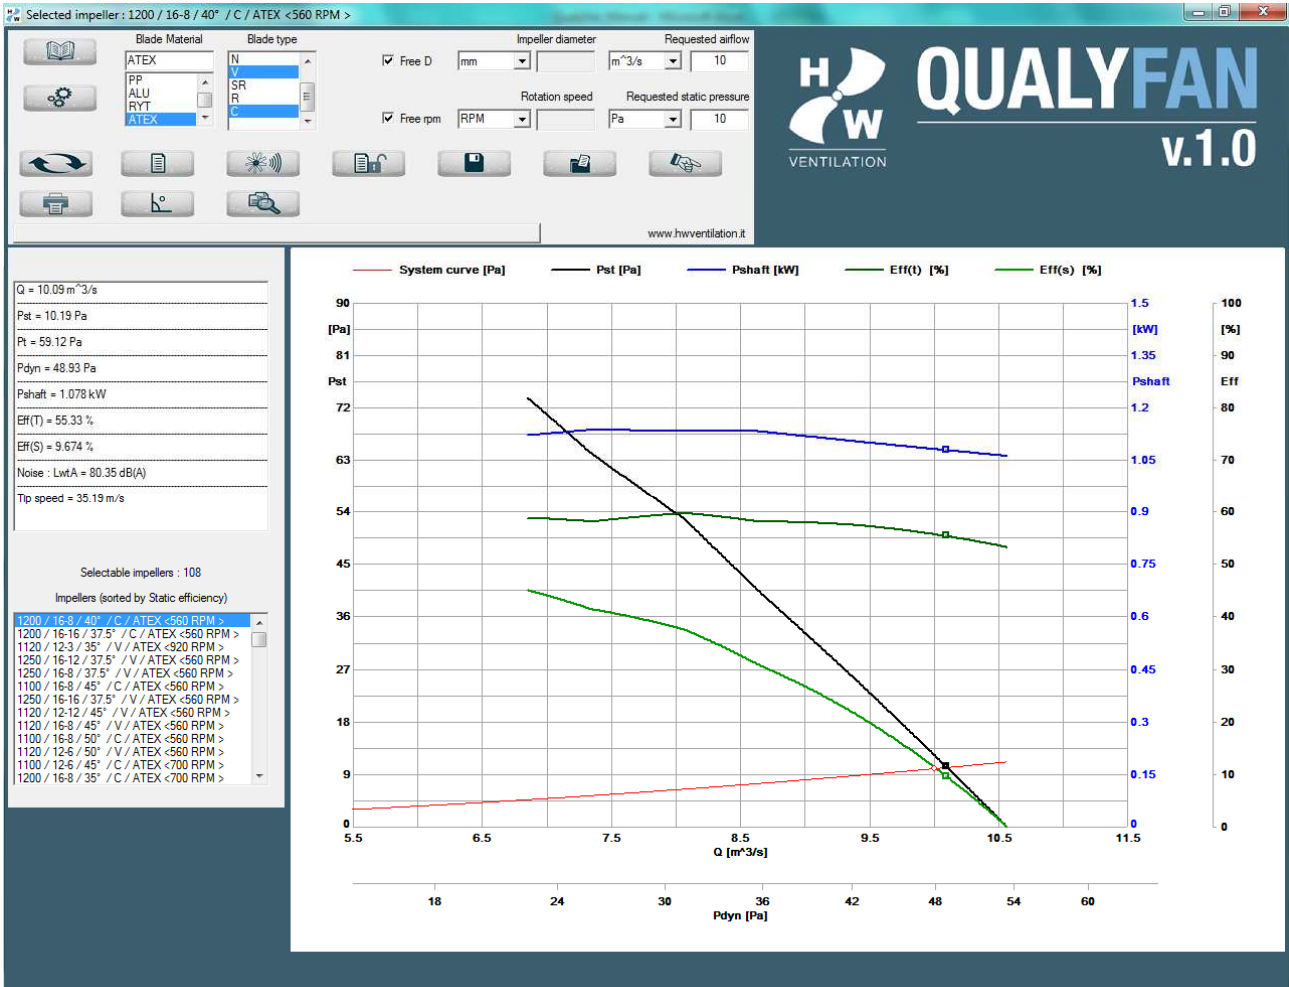 Selected impeller : 1200 / 16-8 / 40° / C / ATEX <560 RPM >
Blade Material
Blade type
Impeller diameter
Requested airflow
ATEX
PP
ALU
RYT
ATEX
N
V
SR
R
C
Free D
mm
m^3/s
10
Rotation speed
Requested static pressure
Free rpm
RPM
Pa
10
www.hwventilation.it
H W
VENTILATION
QUALYFAN
v.1.0
Q = 10.09 m^3/s
Pst = 10.19 Pa
Pt = 59.12 Pa
Pdyn = 48.93 Pa
Pshaft = 1.078 kW
Eff(T) = 55.33 %
Eff(S) = 9.674 %
Noise : LwtA = 80.35 dB(A)
Tip speed = 35.19 m/s
Selectable impellers : 108
Impellers (sorted by Static efficiency)
1200 / 16-8 / 40° / C / ATEX <560 RPM >
1200 / 16-16 / 37.5° / C / ATEX <560 RPM >
1120 / 12-3 / 35° / V / ATEX <920 RPM >
1250 / 16-12 / 37.5° / V / ATEX <560 RPM >
1250 / 16-8 / 37.5° / V / ATEX <560 RPM >
1100 / 16-8 / 45° / C / ATEX <560 RPM >
1250 / 16-16 / 37.5° / V / ATEX <560 RPM >
1120 / 12-12 / 45° / V / ATEX <560 RPM >
1120 / 16-8 / 45° / V / ATEX <560 RPM >
1100 / 16-8 / 50° / C / ATEX <560 RPM >
1120 / 12-6 / 50° / V / ATEX <560 RPM >
1100 / 12-6 / 45° / C / ATEX <700 RPM >
1200 / 16-8 / 35° / C / ATEX <700 RPM >
System curve [Pa]
Pst [Pa]
Pshaft [kW]
Eff(t) [%]
Eff(s) [%]
90
[Pa]
81
Pst
72
63
54
45
36
27
18
9
0
1.5
[kW]
1.35
Pshaft
1.2
1.05
0.9
0.75
0.6
0.45
0.3
0.15
0
100
[%]
90
Eff
80
70
60
50
40
30
20
10
0
5.5 6.5 7.5 8.5 9.5 10.5 11.5
Q [m^3/s]
18 24 30 36 42 48 54 60
Pdyn [Pa]